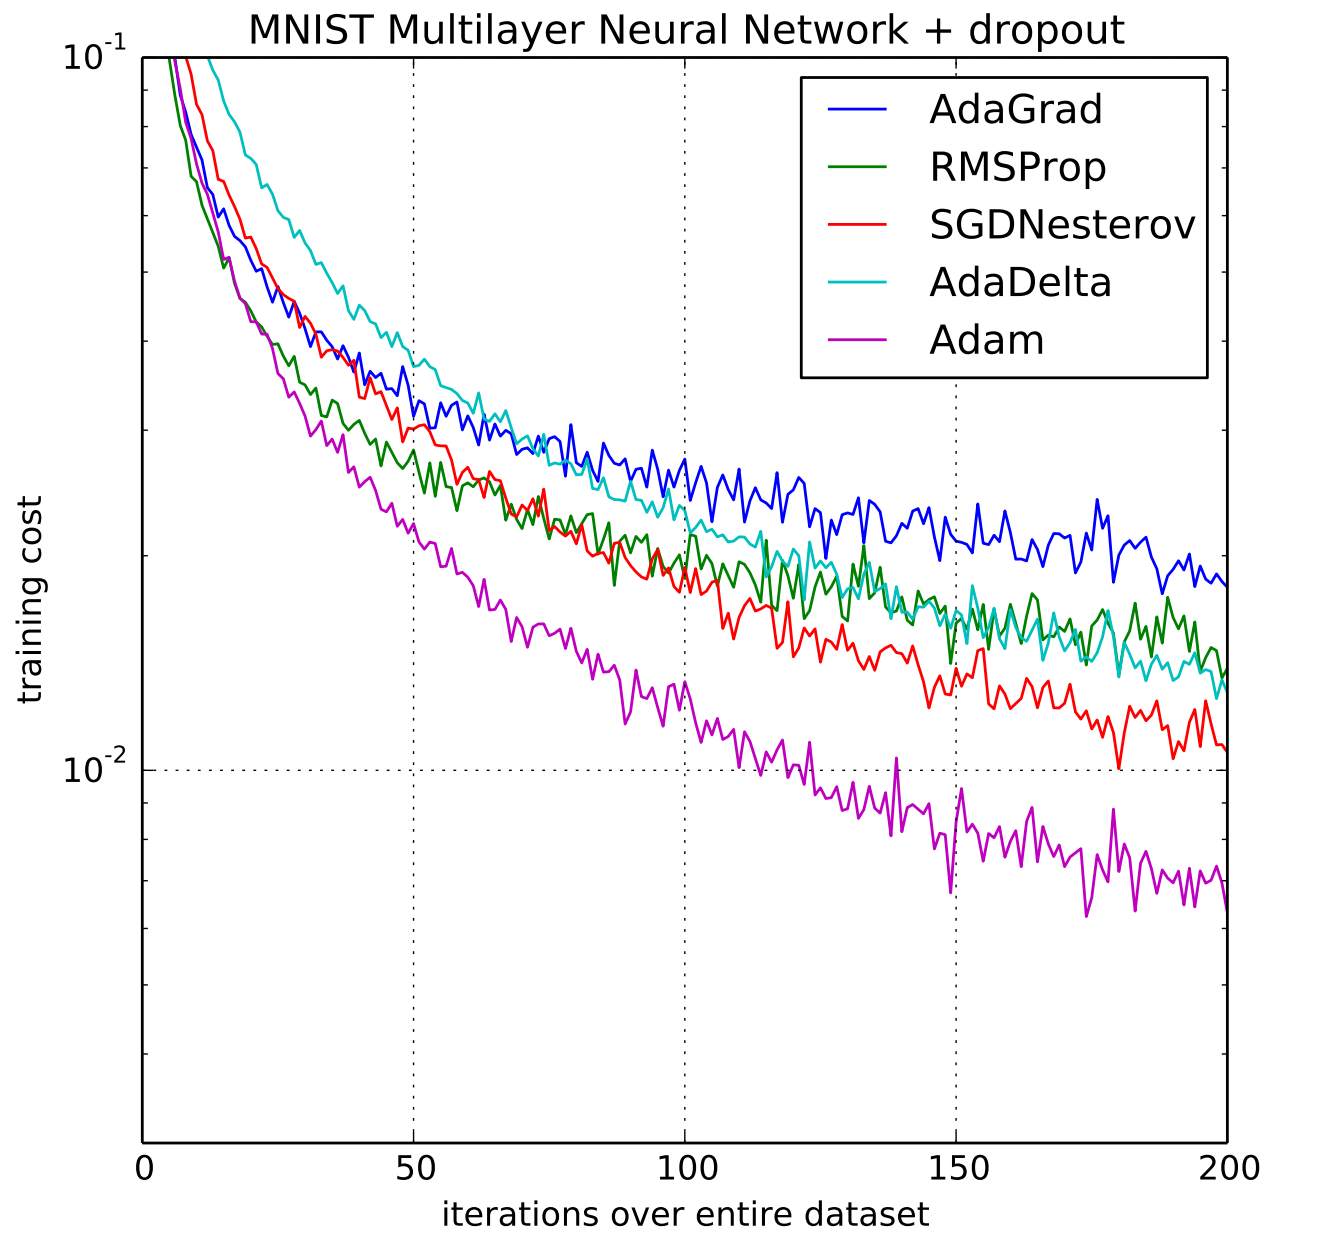 MNIST Multilayer Neural Network + dropout
10^-1
AdaGrad
RMSProp
SGDNesterov
AdaDelta
Adam
training cost
10^-2
0 50 100 150 200
iterations over entire dataset